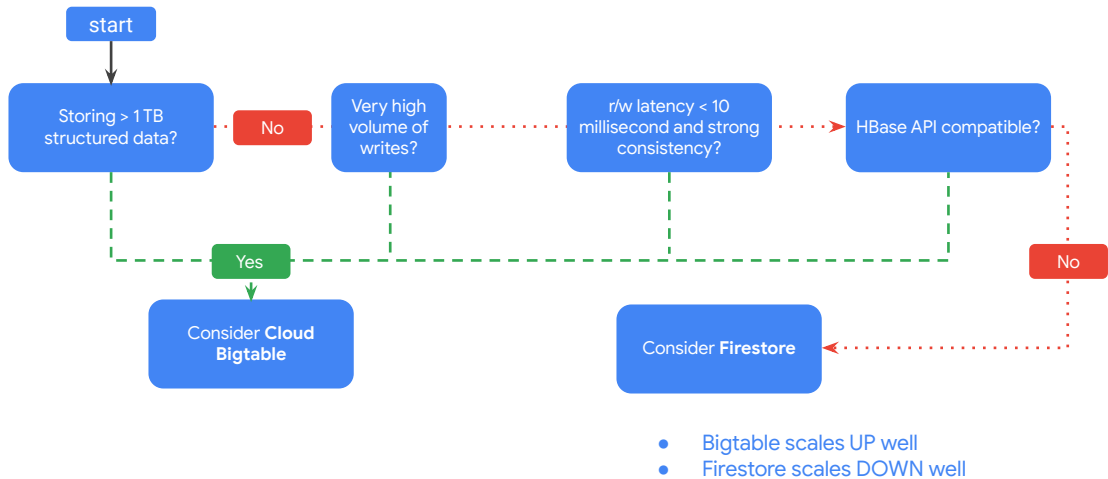 start
Storing > 1 TB
structured data?
No
Very high
volume of
writes?
r/w latency < 10
millisecond and strong
consistency?
HBase API compatible?
Yes
No
Consider Cloud
Bigtable
Consider Firestore
● Bigtable scales UP well
● Firestore scales DOWN well